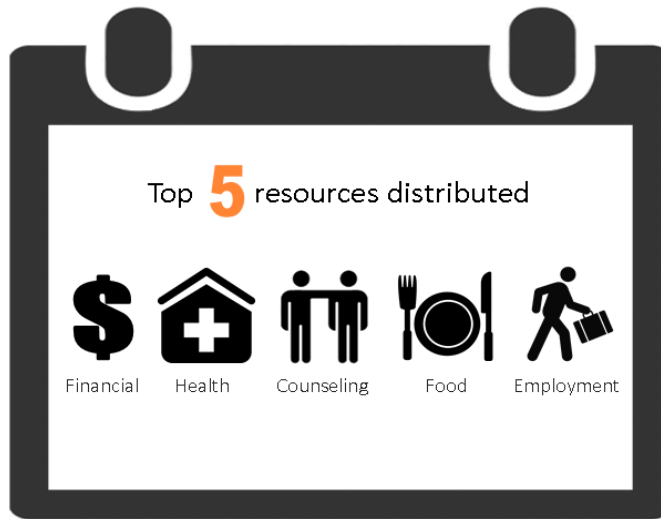 Top 5 resources distributed
Financial Health Counseling Food Employment